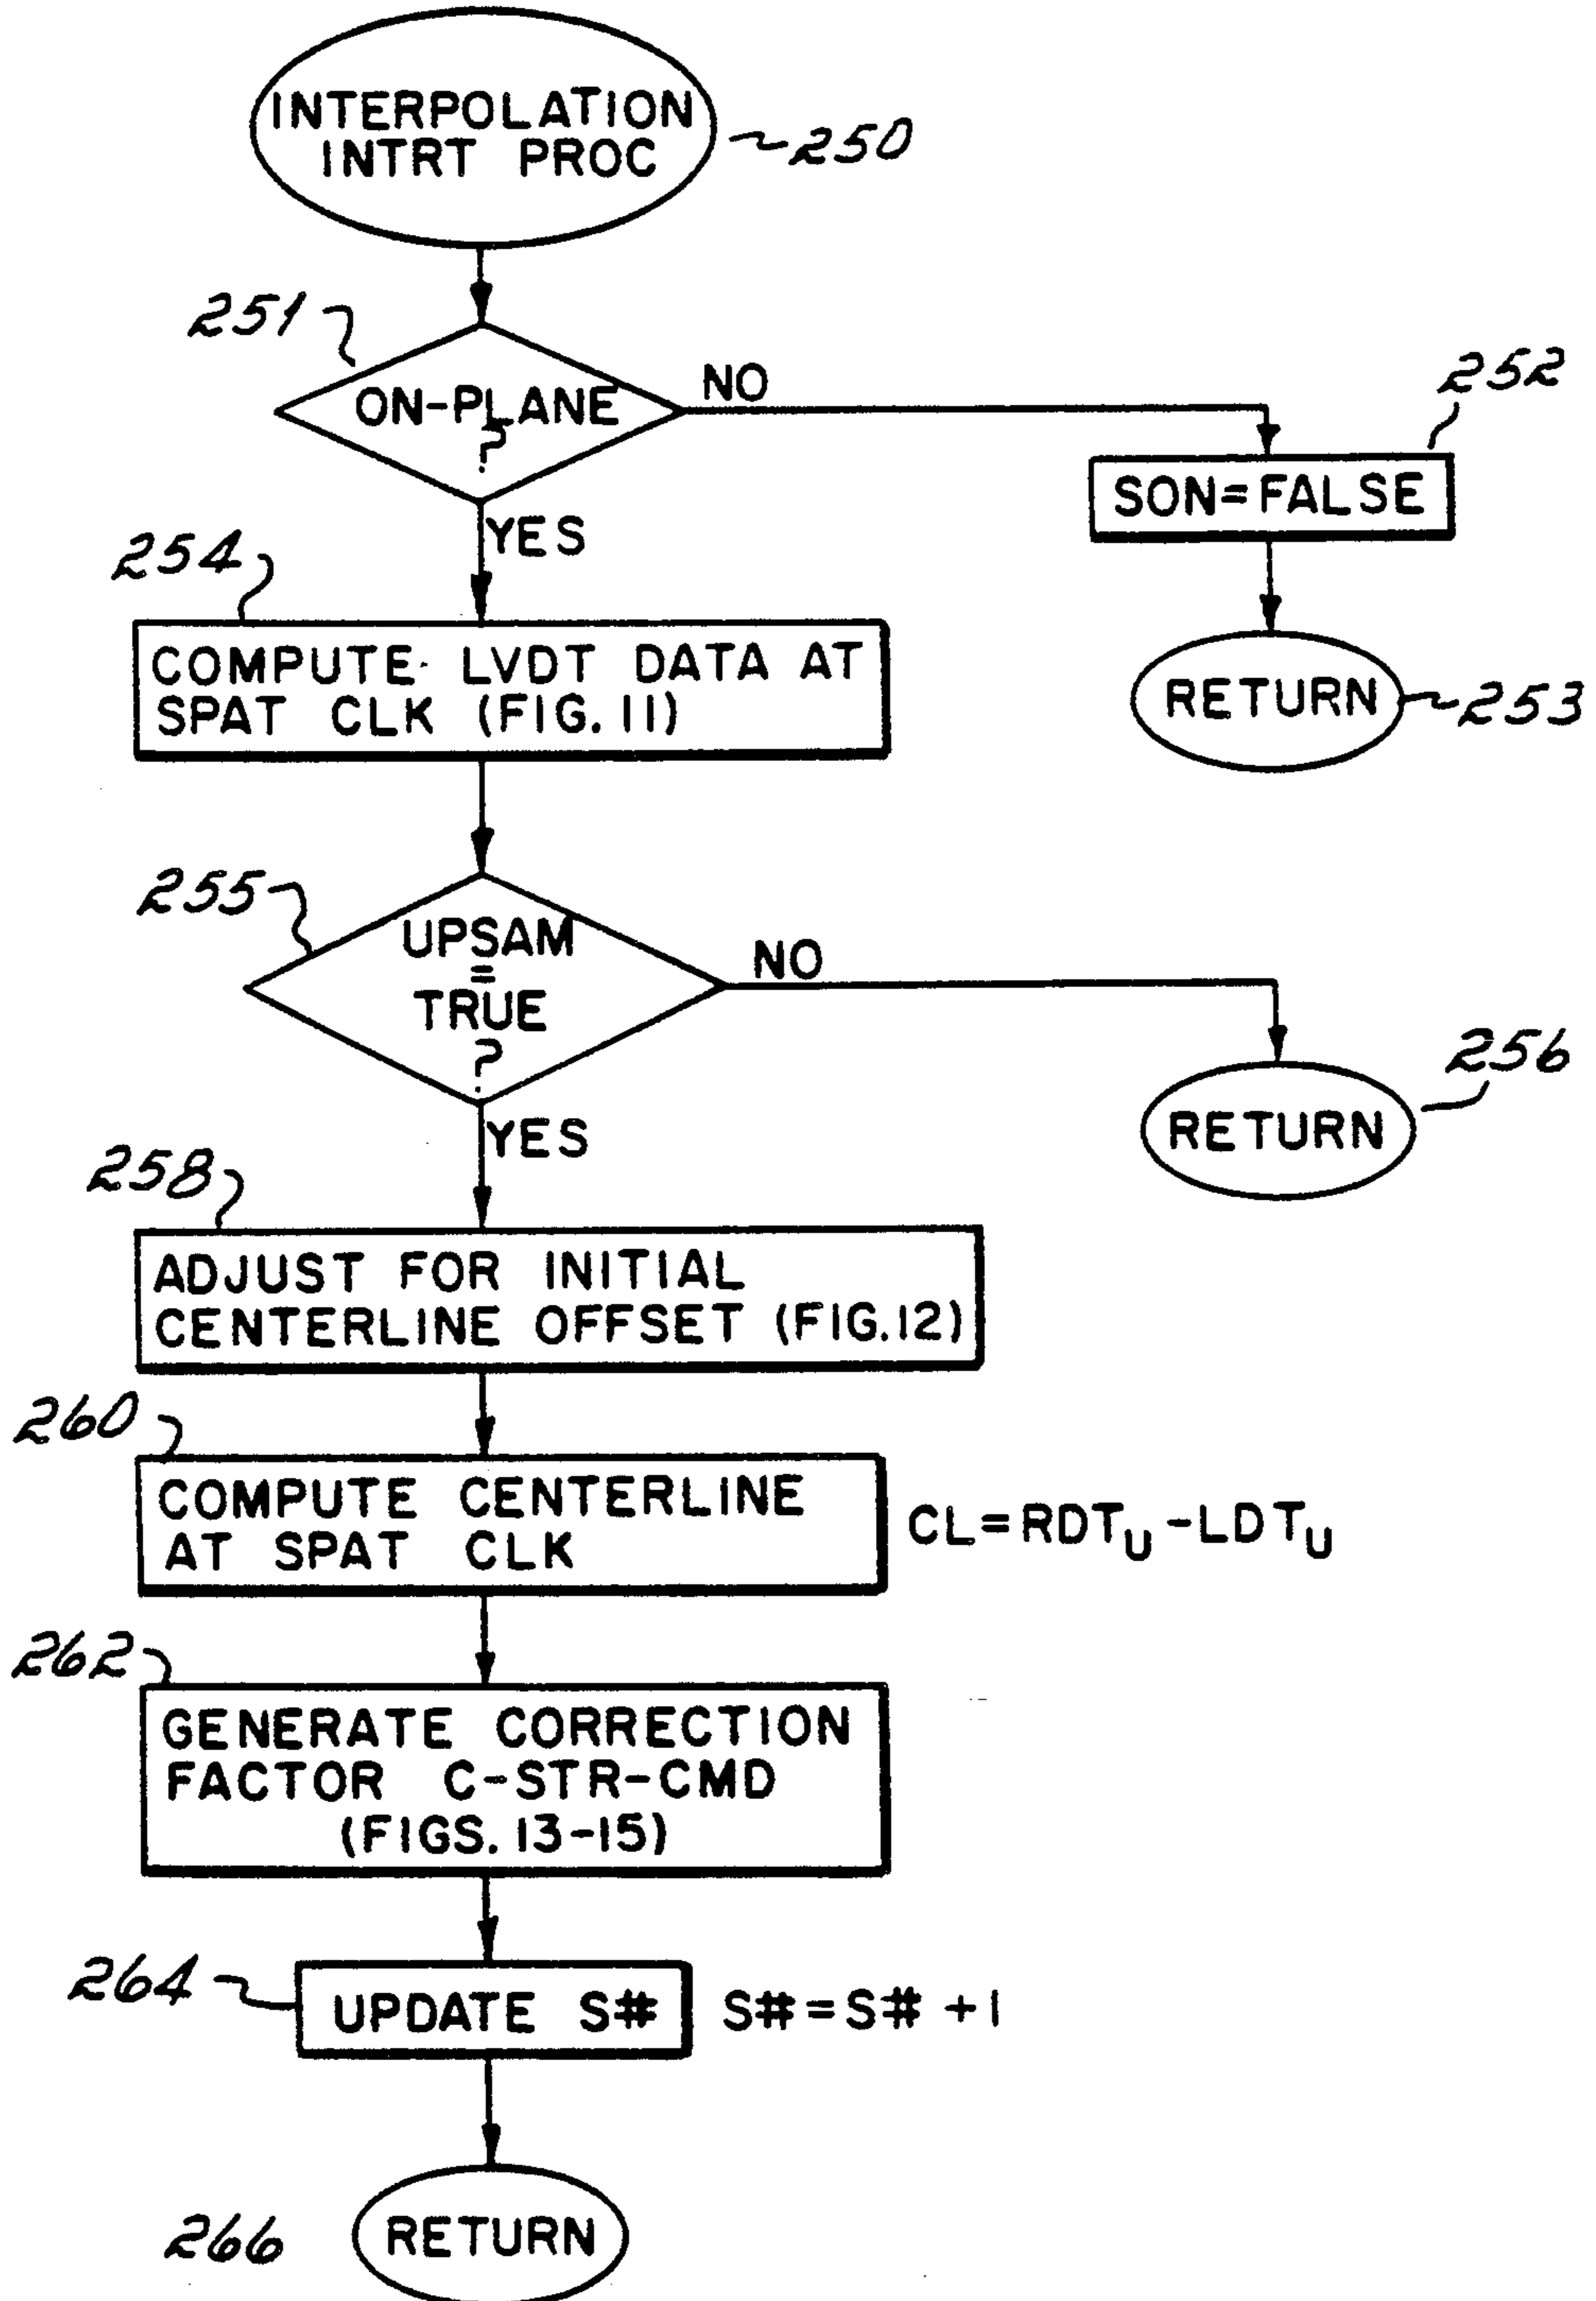 INTERPOLATION
INTRT PROC
250
251
ON-PLANE
?
NO
252
SON=FALSE
YES
254
COMPUTE LVDT DATA AT
SPAT CLK (FIG. 11)
RETURN
253
255
UPSAM
=
TRUE
?
NO
256
RETURN
YES
258
ADJUST FOR INITIAL
CENTERLINE OFFSET (FIG.12)
260
COMPUTE CENTERLINE
AT SPAT CLK
CL=RDTU-LDTU
262
GENERATE CORRECTION
FACTOR C-STR-CMD
(FIGS. 13-15)
264
UPDATE S#
S#=S# +1
266
RETURN